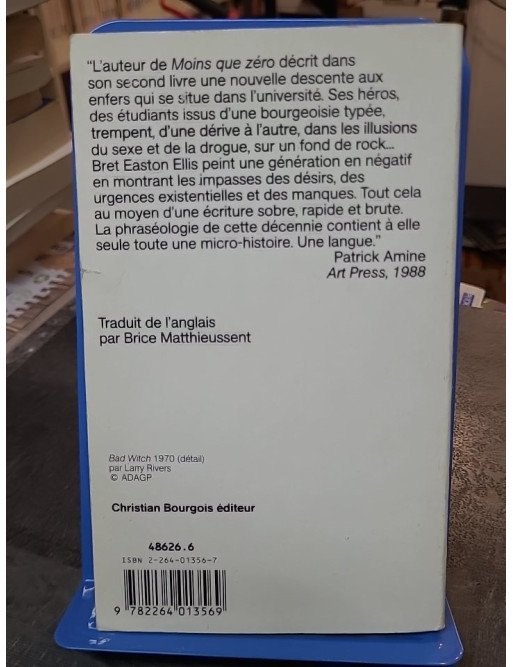 “L’auteur de Moins que zéro décrit dans
son second livre une nouvelle descente aux
enfers qui se situe dans l’université. Ses héros,
des étudiants issus d’une bourgeoisie typée,
trempent, d’une dérive à l’autre, dans les illusions
du sexe et de la drogue, sur un fond de rock...
Bret Easton Ellis peint une génération en négatif
en montrant les impasses des désirs, des
urgences existentielles et des manques. Tout cela
au moyen d’une écriture sobre, rapide et brute.
La phraséologie de cette décennie contient à elle
seule toute une micro-histoire. Une langue.”
Patrick Amine
Art Press, 1988
Traduit de l’anglais
par Brice Matthieussent
Bad Witch 1970 (détail)
par Larry Rivers
© ADAGP
Christian Bourgois éditeur
48626.6
ISBN 2-264-01356-7
9 782264 013569